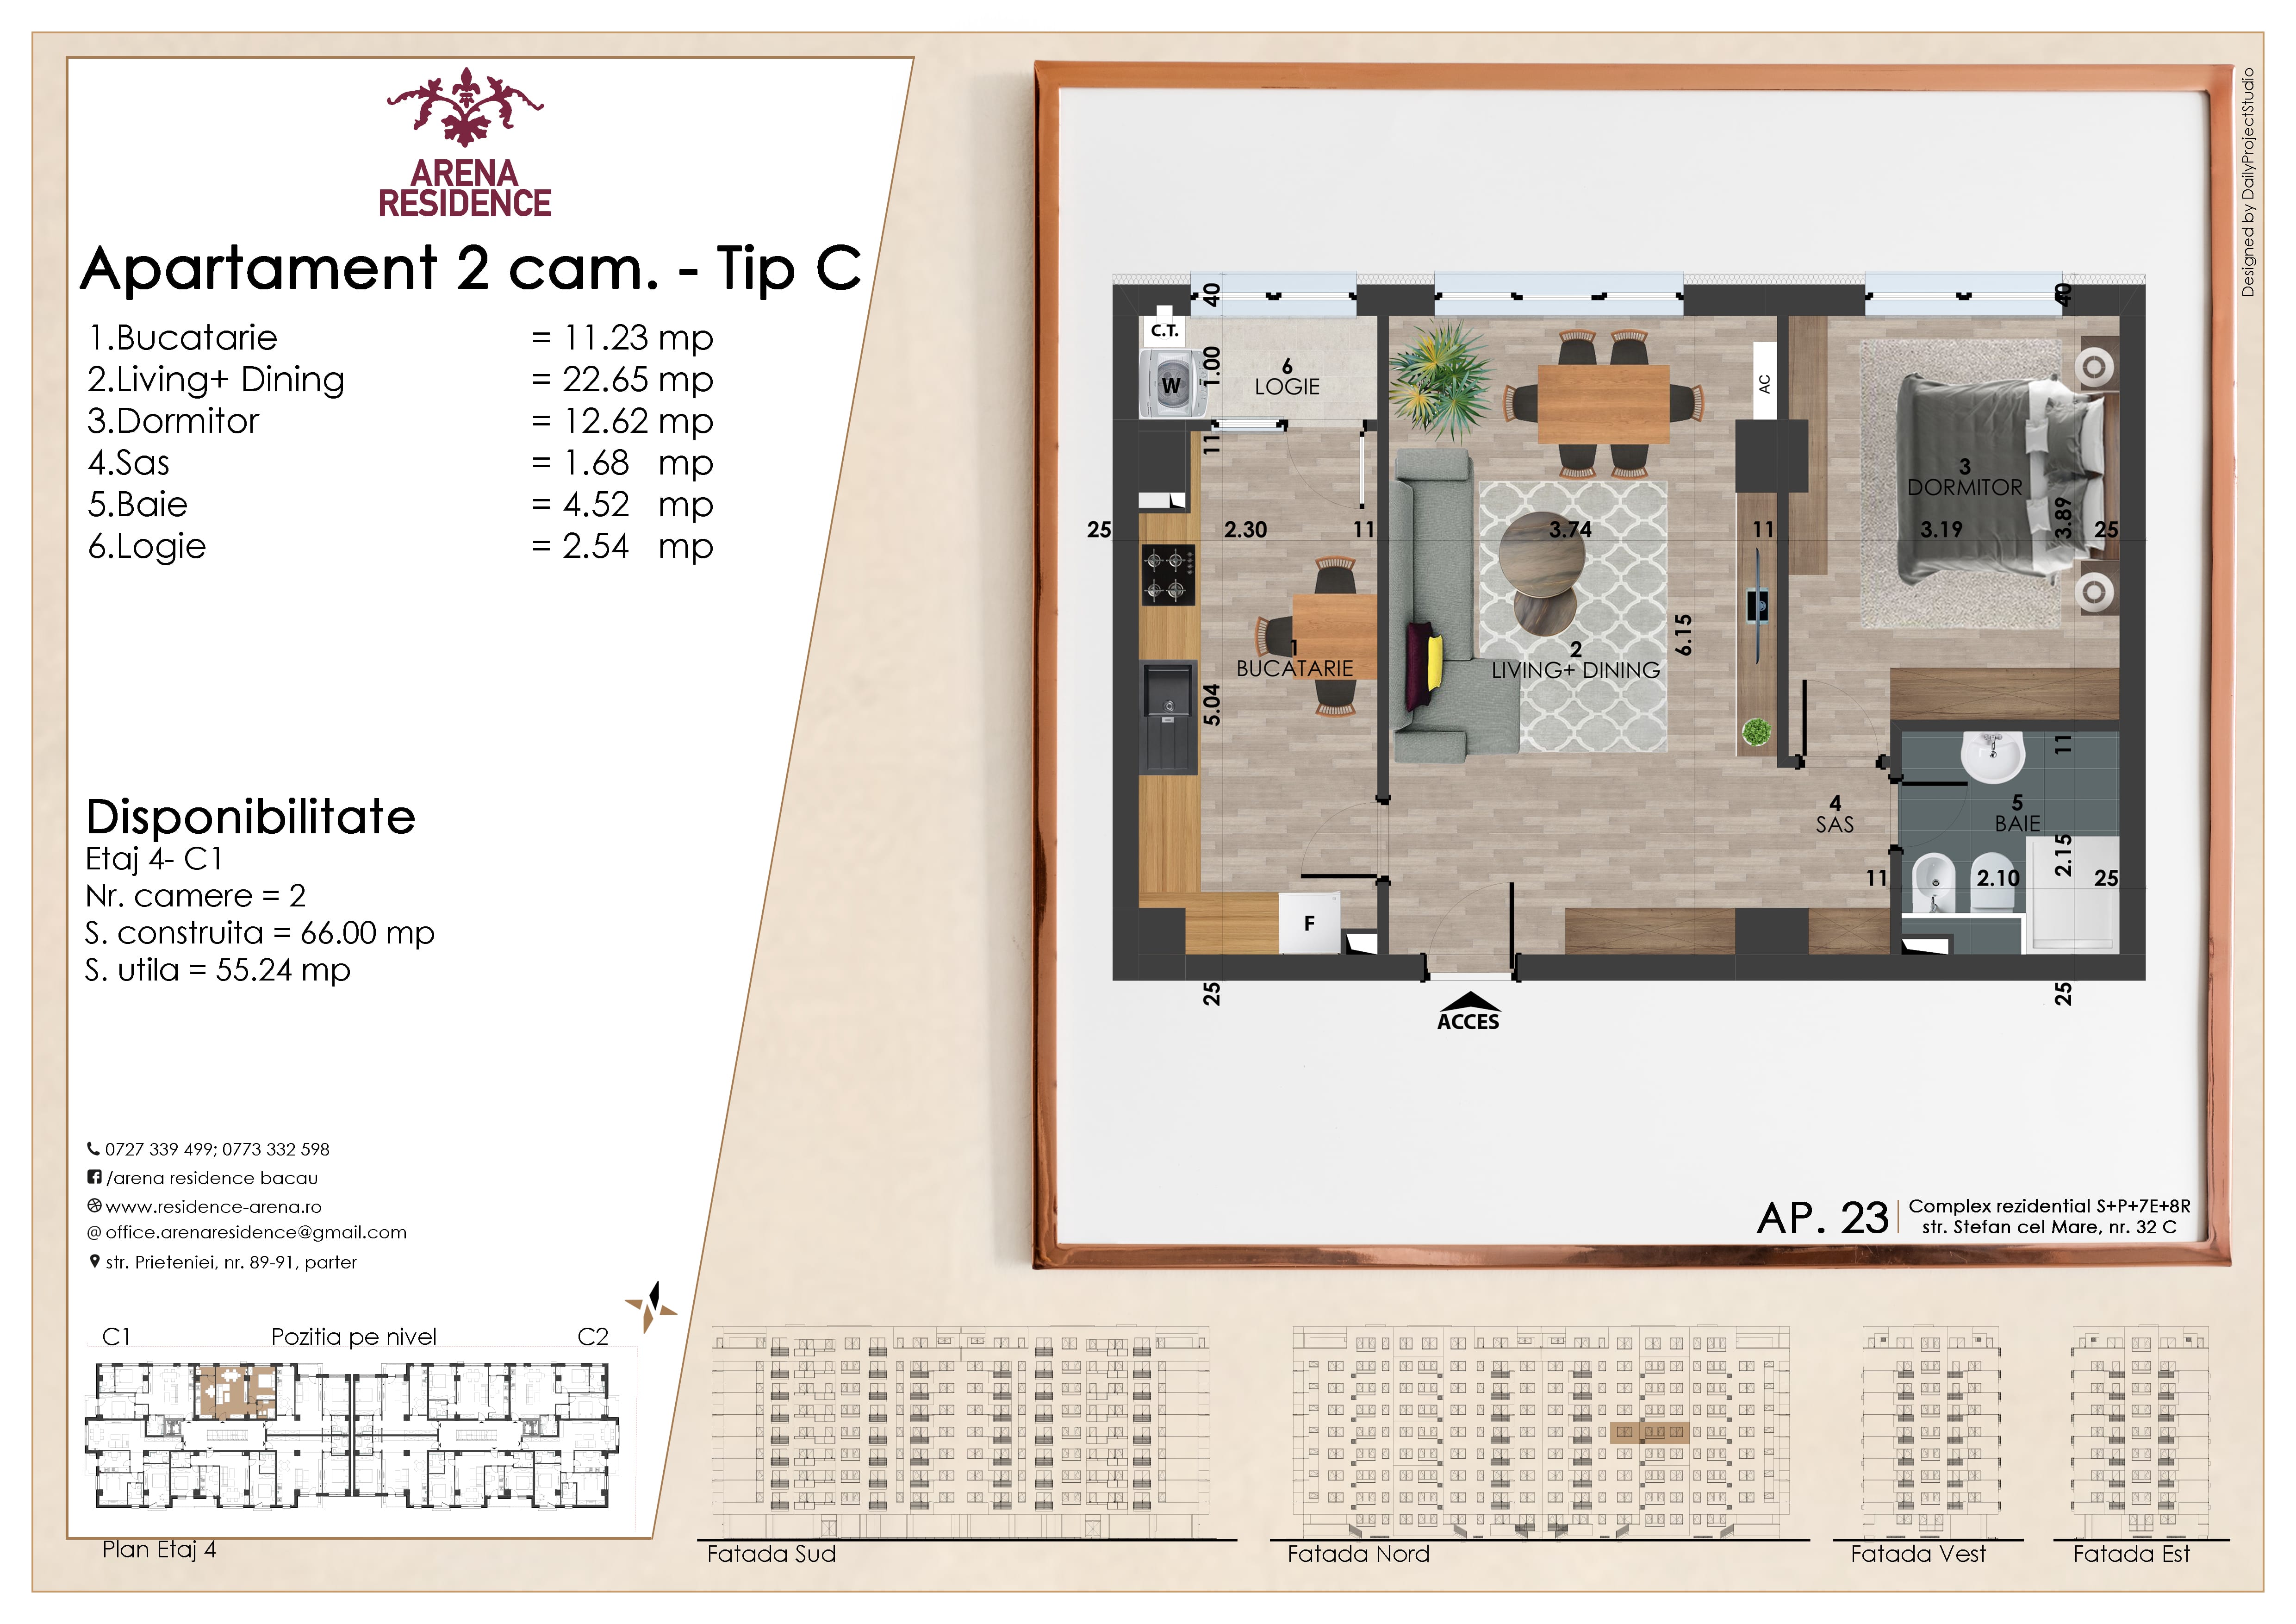 ARENA
RESIDENCE
Apartament 2 cam. - Tip C
1.Bucatarie = 11.23 mp
2.Living+ Dining = 22.65 mp
3.Dormitor = 12.62 mp
4.Sas = 1.68 mp
5.Baie = 4.52 mp
6.Logie = 2.54 mp
Disponibilitate
Etaj 4- C1
Nr. camere = 2
S. construita = 66.00 mp
S. utila = 55.24 mp
0727 339 499; 0773 332 598
/arena residence bacau
www.residence-arena.ro
@ office.arenaresidence@gmail.com
str. Prieteniei, nr. 89-91, parter
C1 Pozitia pe nivel C2
Plan Etaj 4
Designed by DailyProjectStudio
40
40
C.T.
W
1.00
6
LOGIE
AC
11
3
DORMITOR
25
2.30
11
3.74
11
3.19
3.89
25
1
BUCATARIE
5.04
2
LIVING+ DINING
6.15
11
4
SAS
5
BAIE
2.15
11
2.10
25
F
25
25
ACCES
AP. 23
Complex rezidential S+P+7E+8R
str. Stefan cel Mare, nr. 32 C
Fatada Sud
Fatada Nord
Fatada Vest
Fatada Est